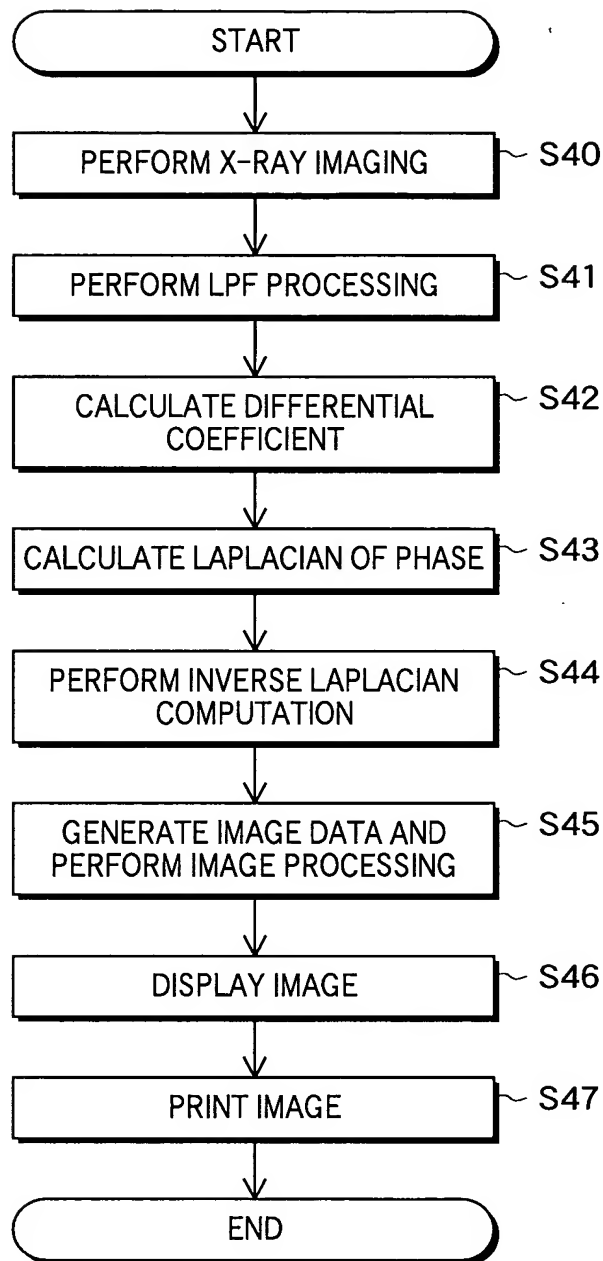 START
PERFORM X-RAY IMAGING
S40
PERFORM LPF PROCESSING
S41
CALCULATE DIFFERENTIAL
COEFFICIENT
S42
CALCULATE LAPLACIAN OF PHASE
S43
PERFORM INVERSE LAPLACIAN
COMPUTATION
S44
GENERATE IMAGE DATA AND
PERFORM IMAGE PROCESSING
S45
DISPLAY IMAGE
S46
PRINT IMAGE
S47
END